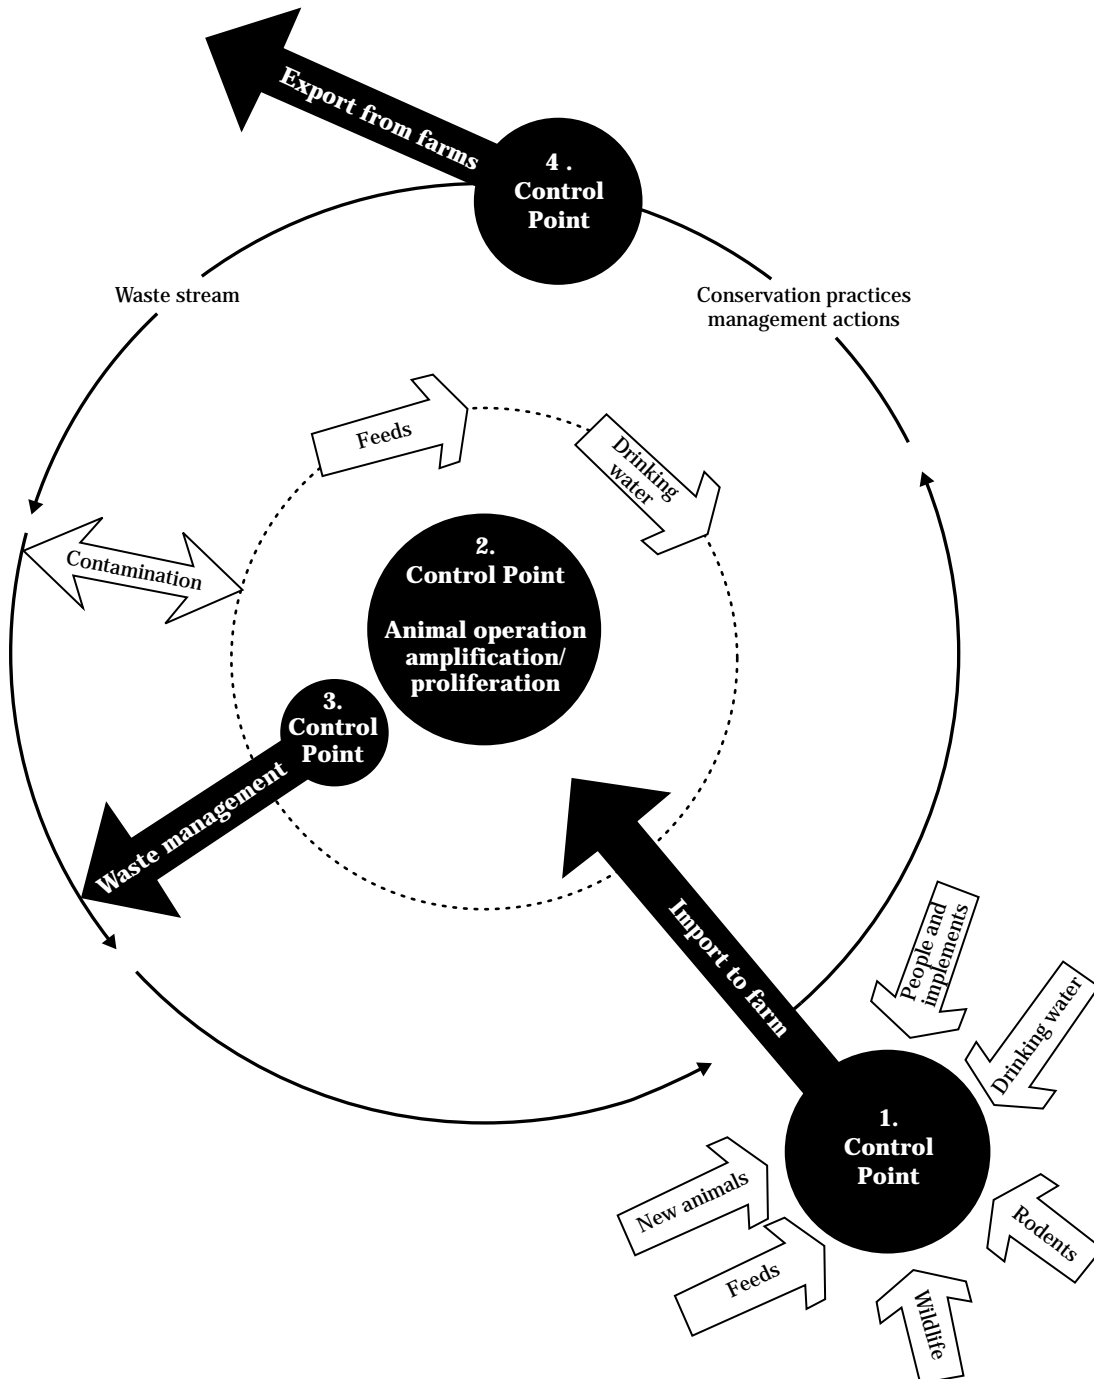 Export from farms
4 .
Control
Point
Waste stream
Conservation practices
management actions
Feeds
Drinking
water
Contamination
2.
Control Point
Animal operation
amplification/
proliferation
3.
Control
Point
Waste management
Import to farm
People and
implements
Drinking water
1.
Control
Point
New animals
Feeds
Rodents
Wildlife